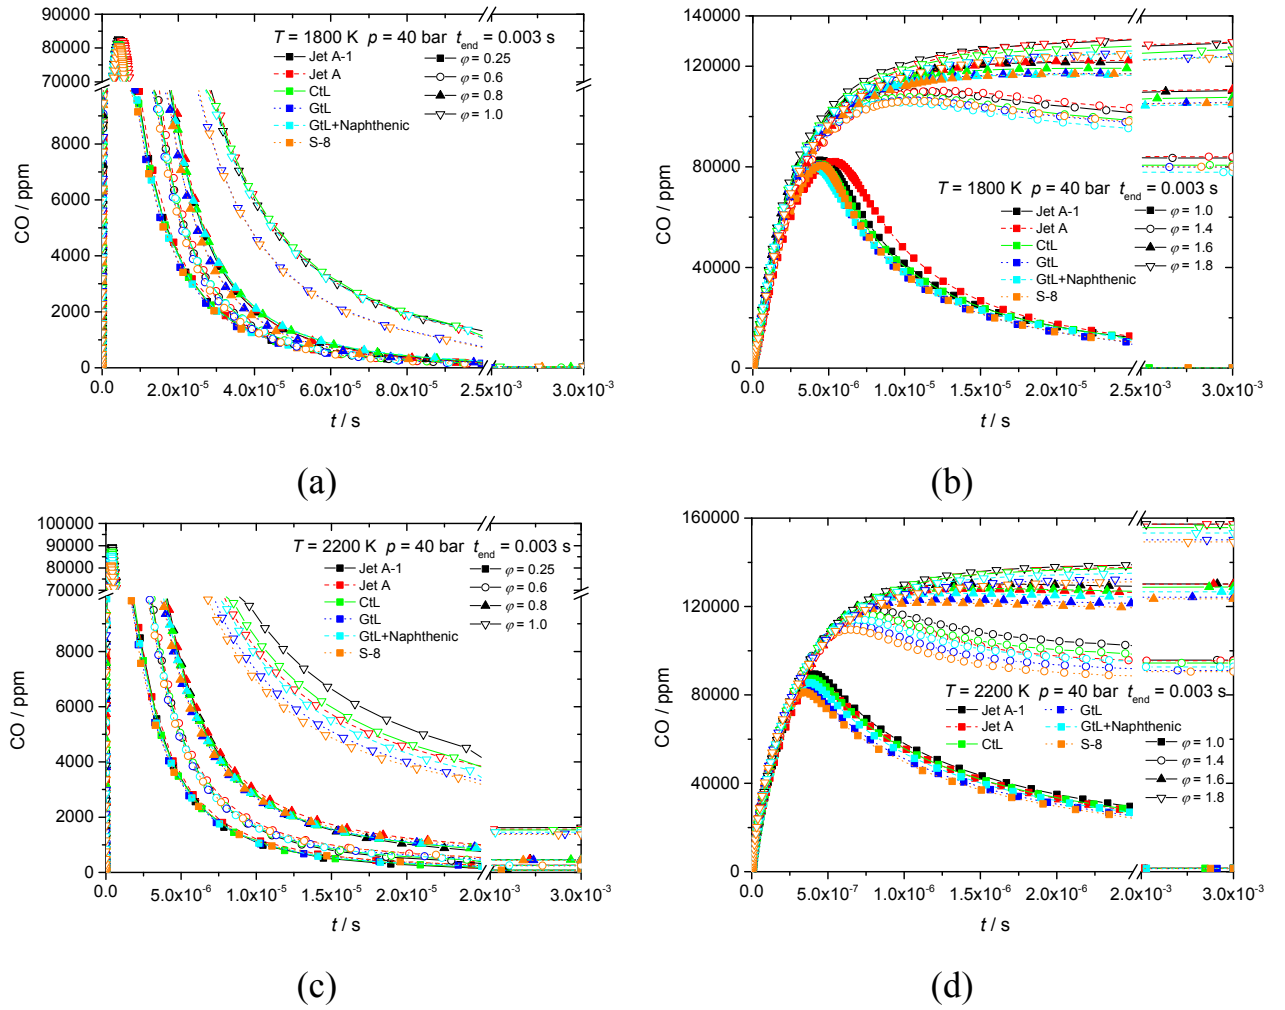 T = 1800 K p = 40 bar t_end = 0.003 s
Jet A-1
Jet A
CtL
GtL
GtL+Naphthenic
S-8
φ = 0.25
φ = 0.6
φ = 0.8
φ = 1.0
90000
80000
70000
8000
6000
4000
2000
0
CO / ppm
0.0 2.0x10⁻⁵ 4.0x10⁻⁵ 6.0x10⁻⁵ 8.0x10⁻⁵ 2.5x10⁻³ 3.0x10⁻³
t / s
(a)
140000
120000
100000
80000
40000
0
CO / ppm
T = 1800 K p = 40 bar t_end = 0.003 s
Jet A-1
Jet A
CtL
GtL
GtL+Naphthenic
S-8
φ = 1.0
φ = 1.4
φ = 1.6
φ = 1.8
0.0 5.0x10⁻⁶ 1.0x10⁻⁵ 1.5x10⁻⁵ 2.0x10⁻⁵ 2.5x10⁻³ 3.0x10⁻³
t / s
(b)
100000
90000
80000
70000
8000
6000
4000
2000
0
CO / ppm
T = 2200 K p = 40 bar t_end = 0.003 s
Jet A-1
Jet A
CtL
GtL
GtL+Naphthenic
S-8
φ = 0.25
φ = 0.6
φ = 0.8
φ = 1.0
0.0 5.0x10⁻⁶ 1.0x10⁻⁵ 1.5x10⁻⁵ 2.0x10⁻⁵ 2.5x10⁻³ 3.0x10⁻³
t / s
(c)
160000
120000
80000
40000
0
CO / ppm
T = 2200 K p = 40 bar t_end = 0.003 s
Jet A-1
Jet A
CtL
GtL
GtL+Naphthenic
S-8
φ = 1.0
φ = 1.4
φ = 1.6
φ = 1.8
0.0 5.0x10⁻⁷ 1.0x10⁻⁶ 1.5x10⁻⁶ 2.0x10⁻⁶ 2.5x10⁻³ 3.0x10⁻³
t / s
(d)